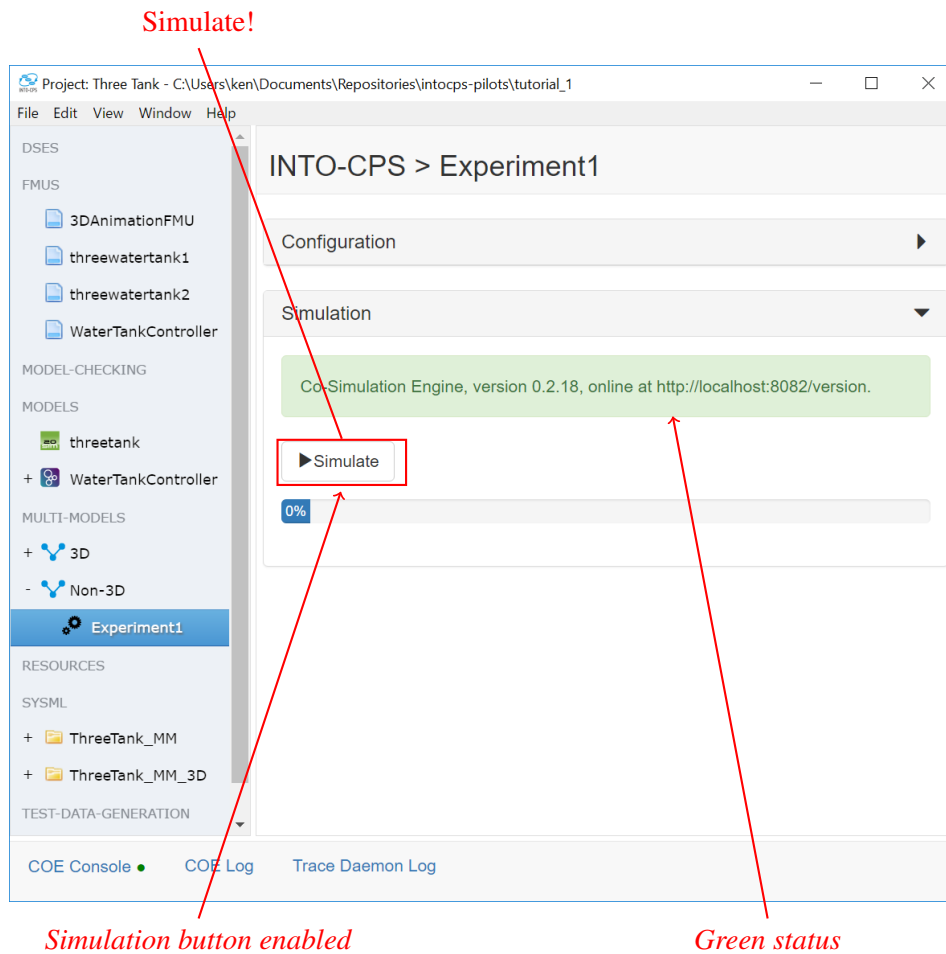 Simulate!
Project: Three Tank - C:\Users\ken\Documents\Repositories\intocps-pilots\tutorial_1
File Edit View Window Help
DSES
FMUS
3DAnimationFMU
threewatertank1
threewatertank2
WaterTankController
MODEL-CHECKING
MODELS
threetank
+ WaterTankController
MULTI-MODELS
+ 3D
- Non-3D
Experiment1
RESOURCES
SYSML
+ ThreeTank_MM
+ ThreeTank_MM_3D
TEST-DATA-GENERATION
INTO-CPS > Experiment1
Configuration
Simulation
Co-Simulation Engine, version 0.2.18, online at http://localhost:8082/version.
Simulate
0%
COE Console COE Log Trace Daemon Log
Simulation button enabled
Green status